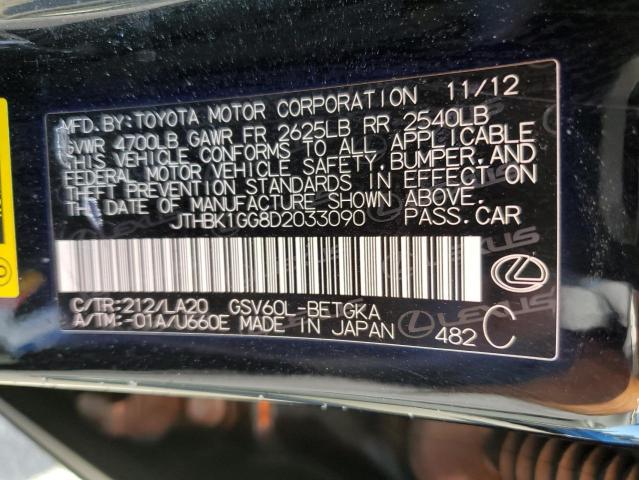 MFD. BY: TOYOTA MOTOR CORPORATION 11/12
GVWR 4700LB GAWR FR 2625LB RR 2540LB
THIS VEHICLE CONFORMS TO ALL APPLICABLE
FEDERAL MOTOR VEHICLE SAFETY, BUMPER, AND
THEFT PREVENTION STANDARDS IN EFFECT ON
THE DATE OF MANUFACTURE SHOWN ABOVE.
JTHBK1GG8D2033090 PASS. CAR
C/TR:212/LA20 GSV60L-BETGKA
A/TM:-01A/U660E MADE IN JAPAN 482 C
LEXUS